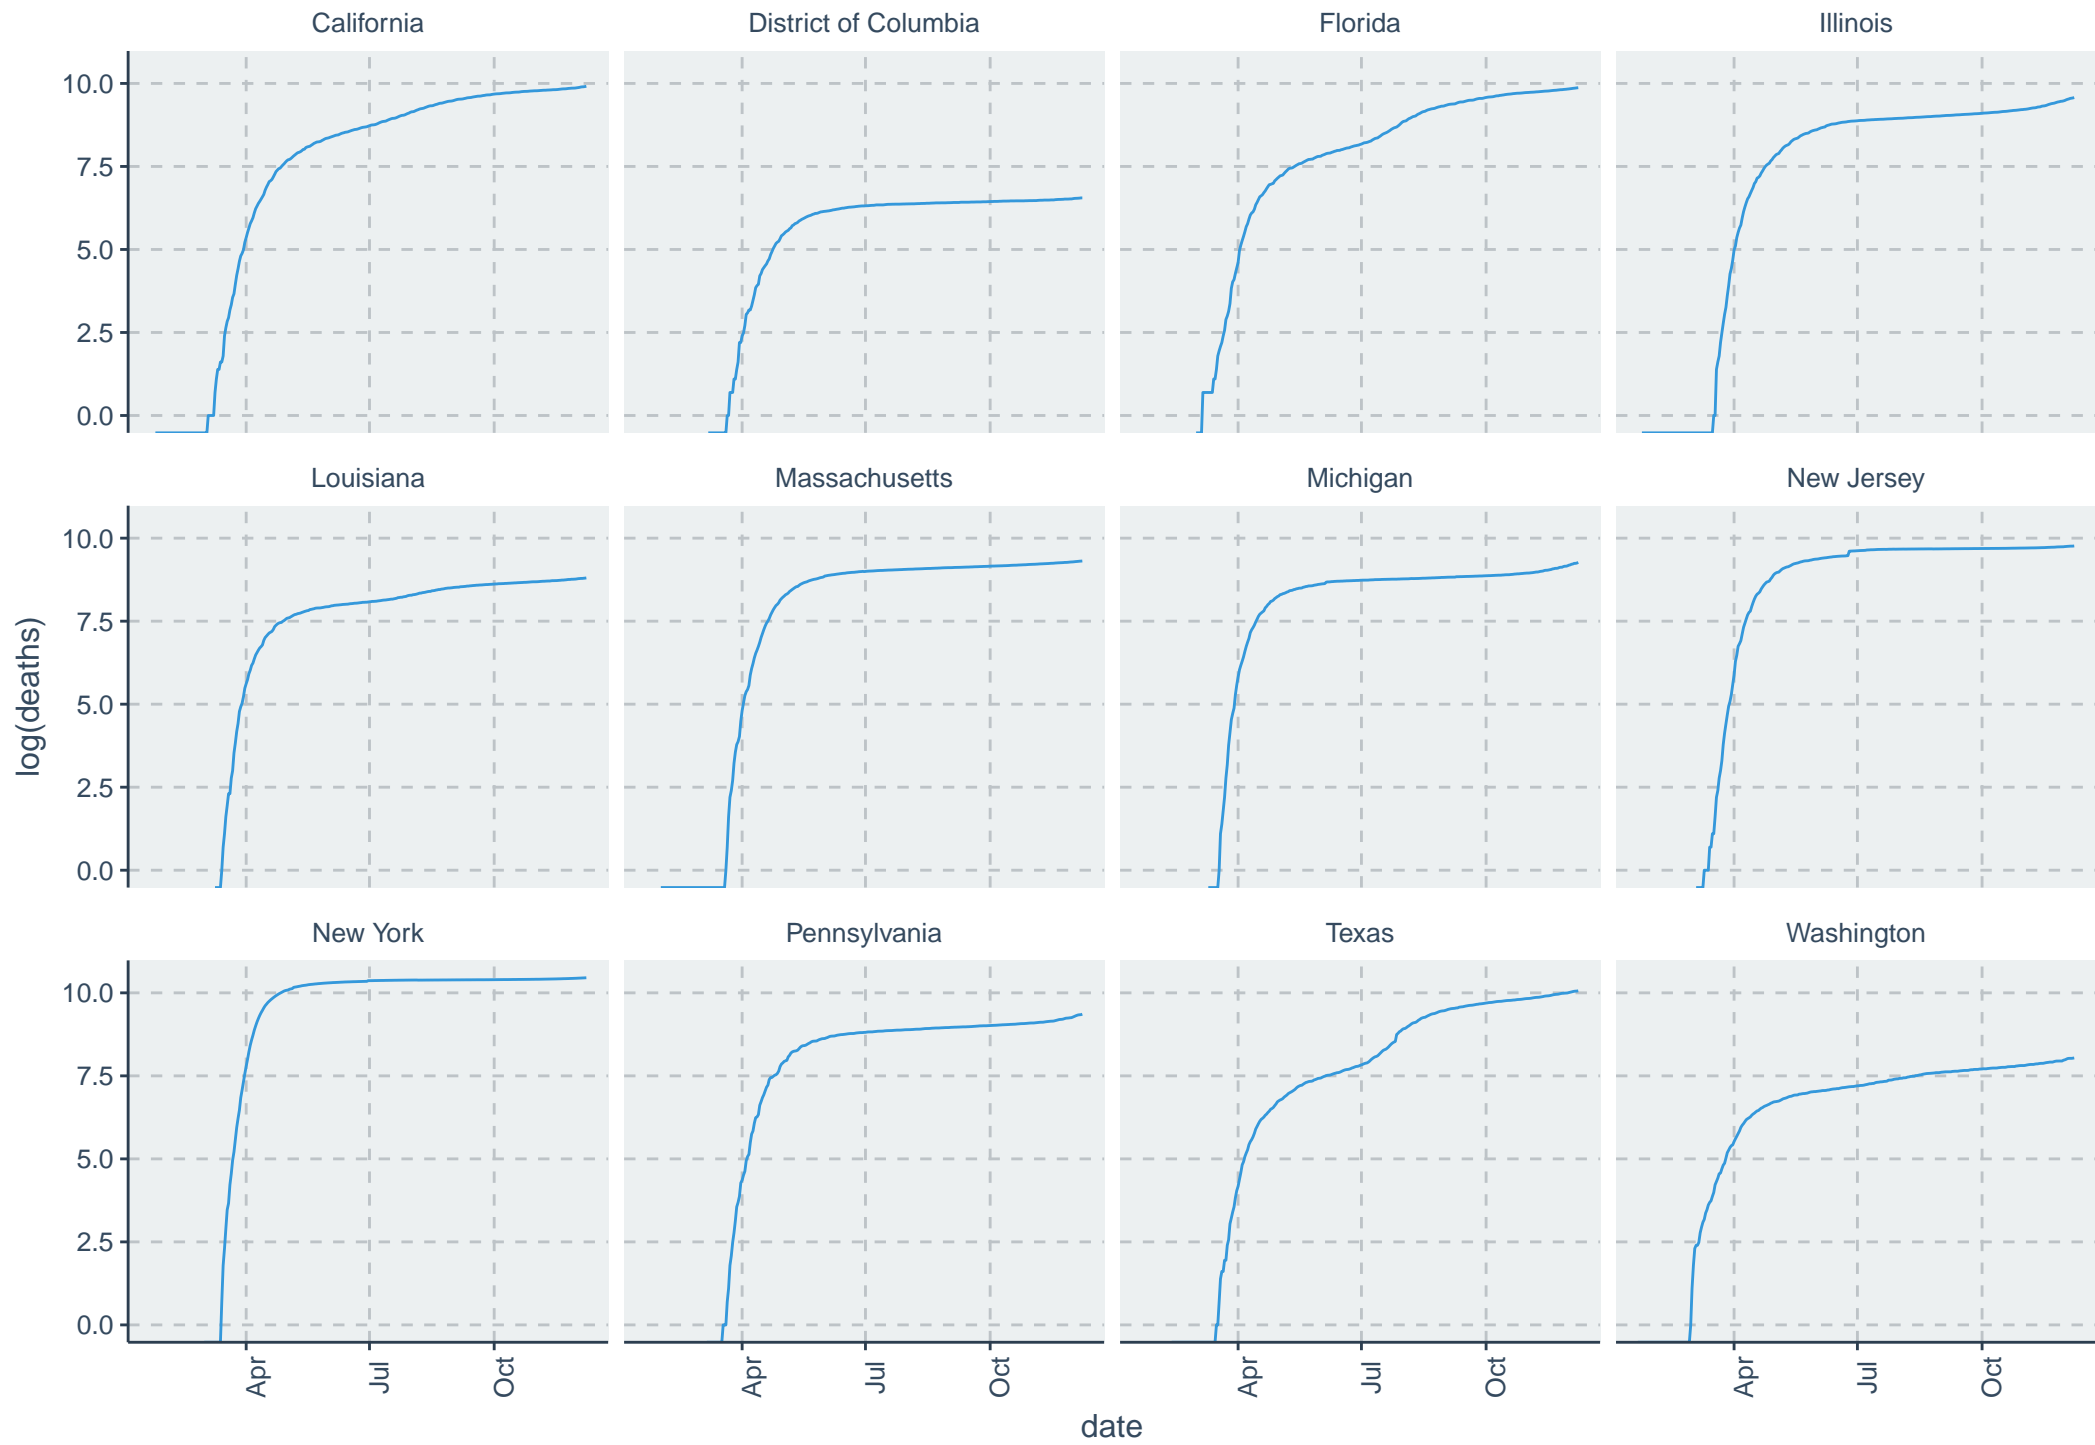 California District of Columbia Florida Illinois
10.0
7.5
5.0
2.5
0.0
Louisiana Massachusetts Michigan New Jersey
10.0
7.5
5.0
2.5
0.0
New York Pennsylvania Texas Washington
10.0
7.5
5.0
2.5
0.0
Apr Jul Oct Apr Jul Oct Apr Jul Oct Apr Jul Oct
date
log(deaths)